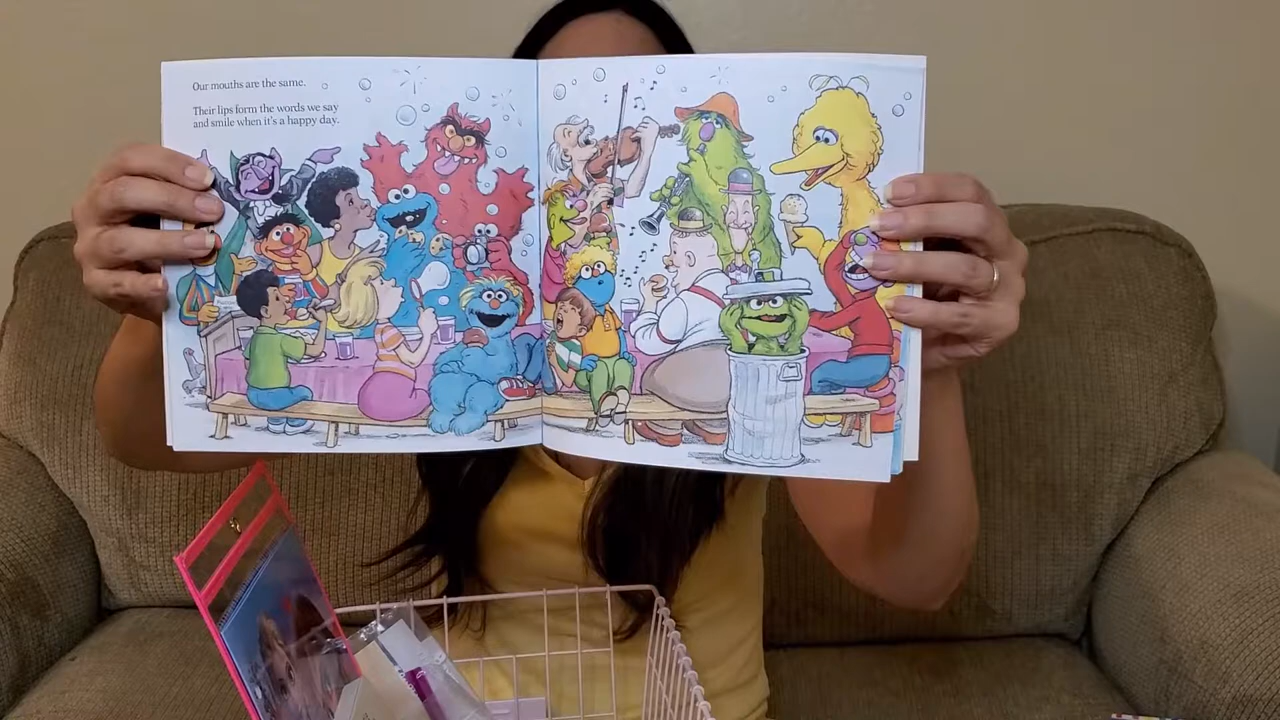 Our mouths are the same.
Their lips form the words we say
and smile when it's a happy day.